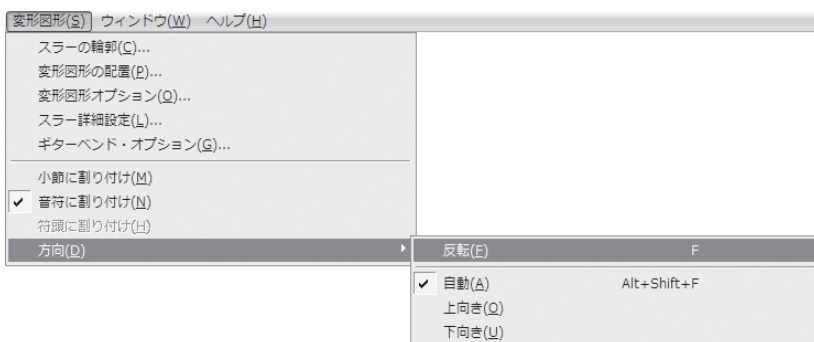 変形図形(S) ウィンドウ(W) ヘルプ(H)
スラーの輪郭(C)...
変形図形の配置(P)...
変形図形オプション(O)...
スラー詳細設定(L)...
ギターベンド・オプション(G)...
小節に割り付け(M)
音符に割り付け(N)
符頭に割り付け(H)
方向(D)
反転(F) F
自動(A) Alt+Shift+F
上向き(O)
下向き(U)